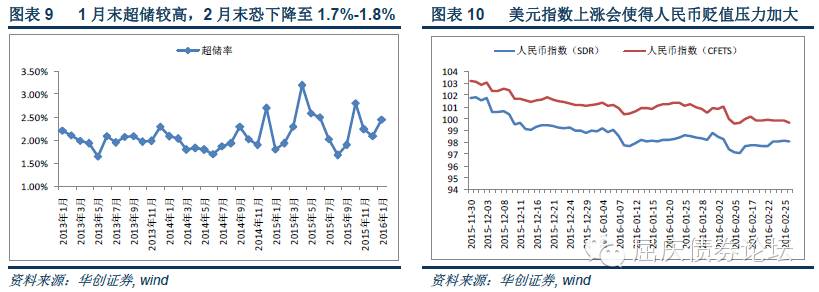 图表 9 1 月末超储较高，2 月末恐下降至 1.7%-1.8%
超储率
3.50%
3.00%
2.50%
2.00%
1.50%
1.00%
2013年1月
2013年3月
2013年5月
2013年7月
2013年9月
2013年11月
2014年1月
2014年3月
2014年5月
2014年7月
2014年9月
2014年11月
2015年1月
2015年3月
2015年5月
2015年7月
2015年9月
2015年11月
2016年1月
资料来源：华创证券, wind
图表 10 美元指数上涨会使得人民币贬值压力加大
人民币指数（SDR）
人民币指数（CFETS）
104
103
102
101
100
99
98
97
96
95
94
2015-11-30
2015-12-03
2015-12-08
2015-12-11
2015-12-16
2015-12-21
2015-12-24
2015-12-29
2016-01-04
2016-01-07
2016-01-12
2016-01-15
2016-01-20
2016-01-25
2016-01-28
2016-02-02
2016-02-05
2016-02-17
2016-02-22
2016-02-25
屈庆债券论坛
资料来源：华创证券, wind